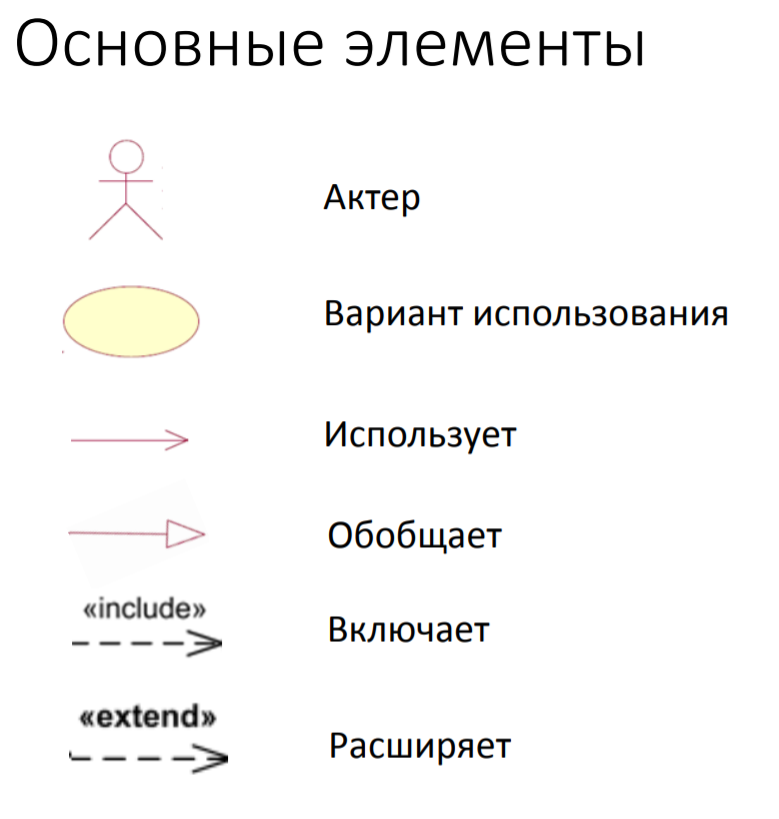 Основные элементы
Актер
Вариант использования
Использует
Обобщает
«include»
Включает
«extend»
Расширяет